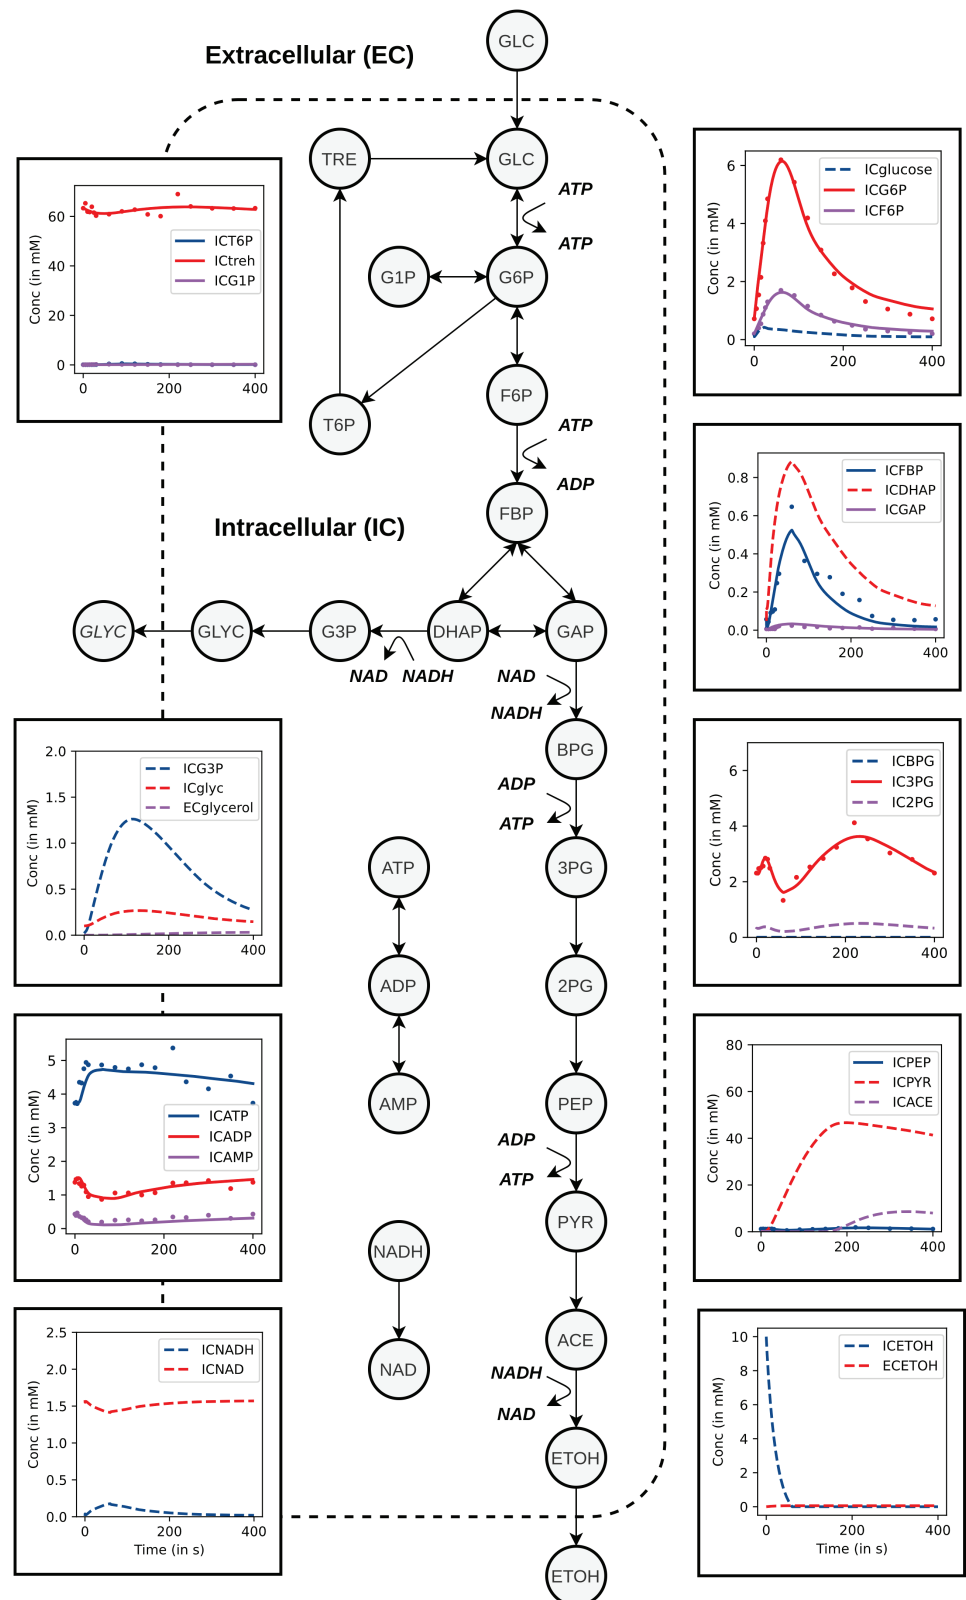 GLC
Extracellular (EC)
TRE
GLC
ATP
ATP
G1P
G6P
F6P
T6P
ATP
ADP
FBP
Intracellular (IC)
GLYC
GLYC
G3P
DHAP
GAP
NAD
NADH
NAD
NADH
BPG
ADP
ATP
ATP
3PG
ADP
2PG
AMP
PEP
ADP
ATP
PYR
NADH
ACE
NAD
NADH
NAD
ETOH
ETOH
Conc (in mM)
60
40
20
0
0
200
400
ICT6P
ICtreh
ICG1P
Conc (in mM)
6
4
2
0
0
200
400
ICglucose
ICG6P
ICF6P
Conc (in mM)
0.8
0.6
0.4
0.2
0.0
0
200
400
ICFBP
ICDHAP
ICGAP
Conc (in mM)
2.0
1.5
1.0
0.5
0.0
0
200
400
ICG3P
ICglyc
ECglycerol
Conc (in mM)
6
4
2
0
0
200
400
ICBPG
IC3PG
IC2PG
Conc (in mM)
5
4
3
2
1
0
0
200
400
ICATP
ICADP
ICAMP
Conc (in mM)
80
60
40
20
0
0
200
400
ICPEP
ICPYR
ICACE
Conc (in mM)
2.5
2.0
1.5
1.0
0.5
0.0
0
200
400
Time (in s)
ICNADH
ICNAD
Conc (in mM)
10
8
6
4
2
0
0
200
400
Time (in s)
ICETOH
ECETOH